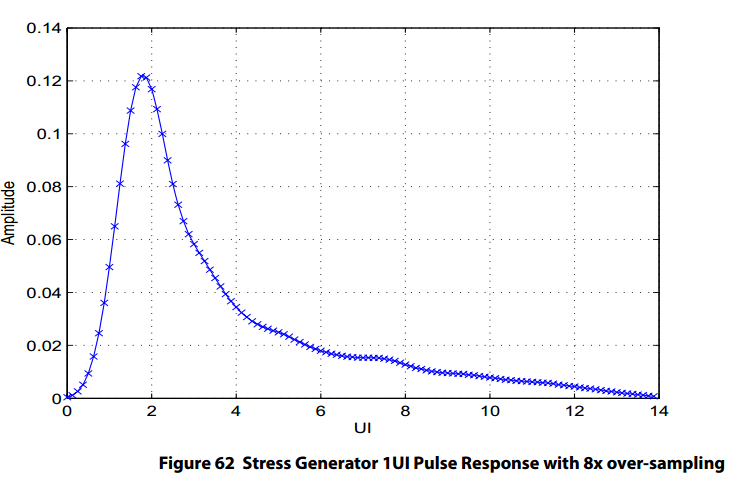 0.14
0.12
0.1
0.08
0.06
0.04
0.02
0
Amplitude
0 2 4 6 8 10 12 14
UI
Figure 62 Stress Generator 1UI Pulse Response with 8x over-sampling